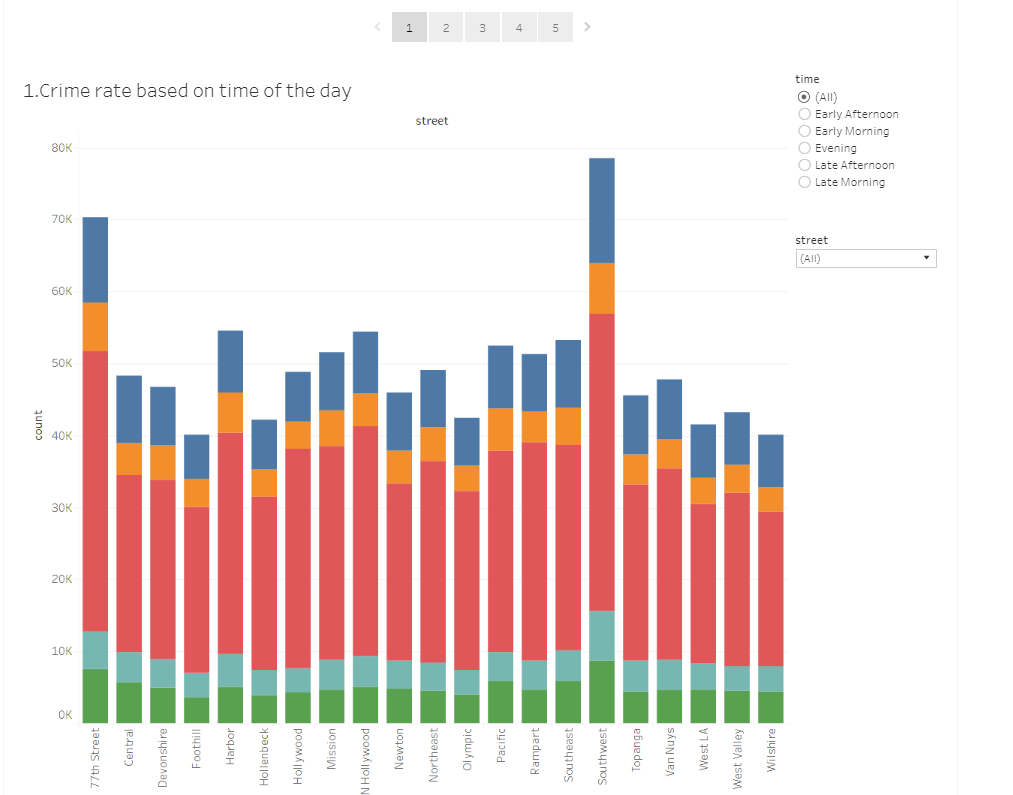 1 2 3 4 5
1.Crime rate based on time of the day
street
80K
70K
60K
50K
40K
30K
20K
10K
0K
count
77th Street
Central
Devonshire
Foothill
Harbor
Hollenbeck
Hollywood
Mission
N Hollywood
Newton
Northeast
Olympic
Pacific
Rampart
Southeast
Southwest
Topanga
Van Nuys
West LA
West Valley
Wilshire
time
(All)
Early Afternoon
Early Morning
Evening
Late Afternoon
Late Morning
street
(All)